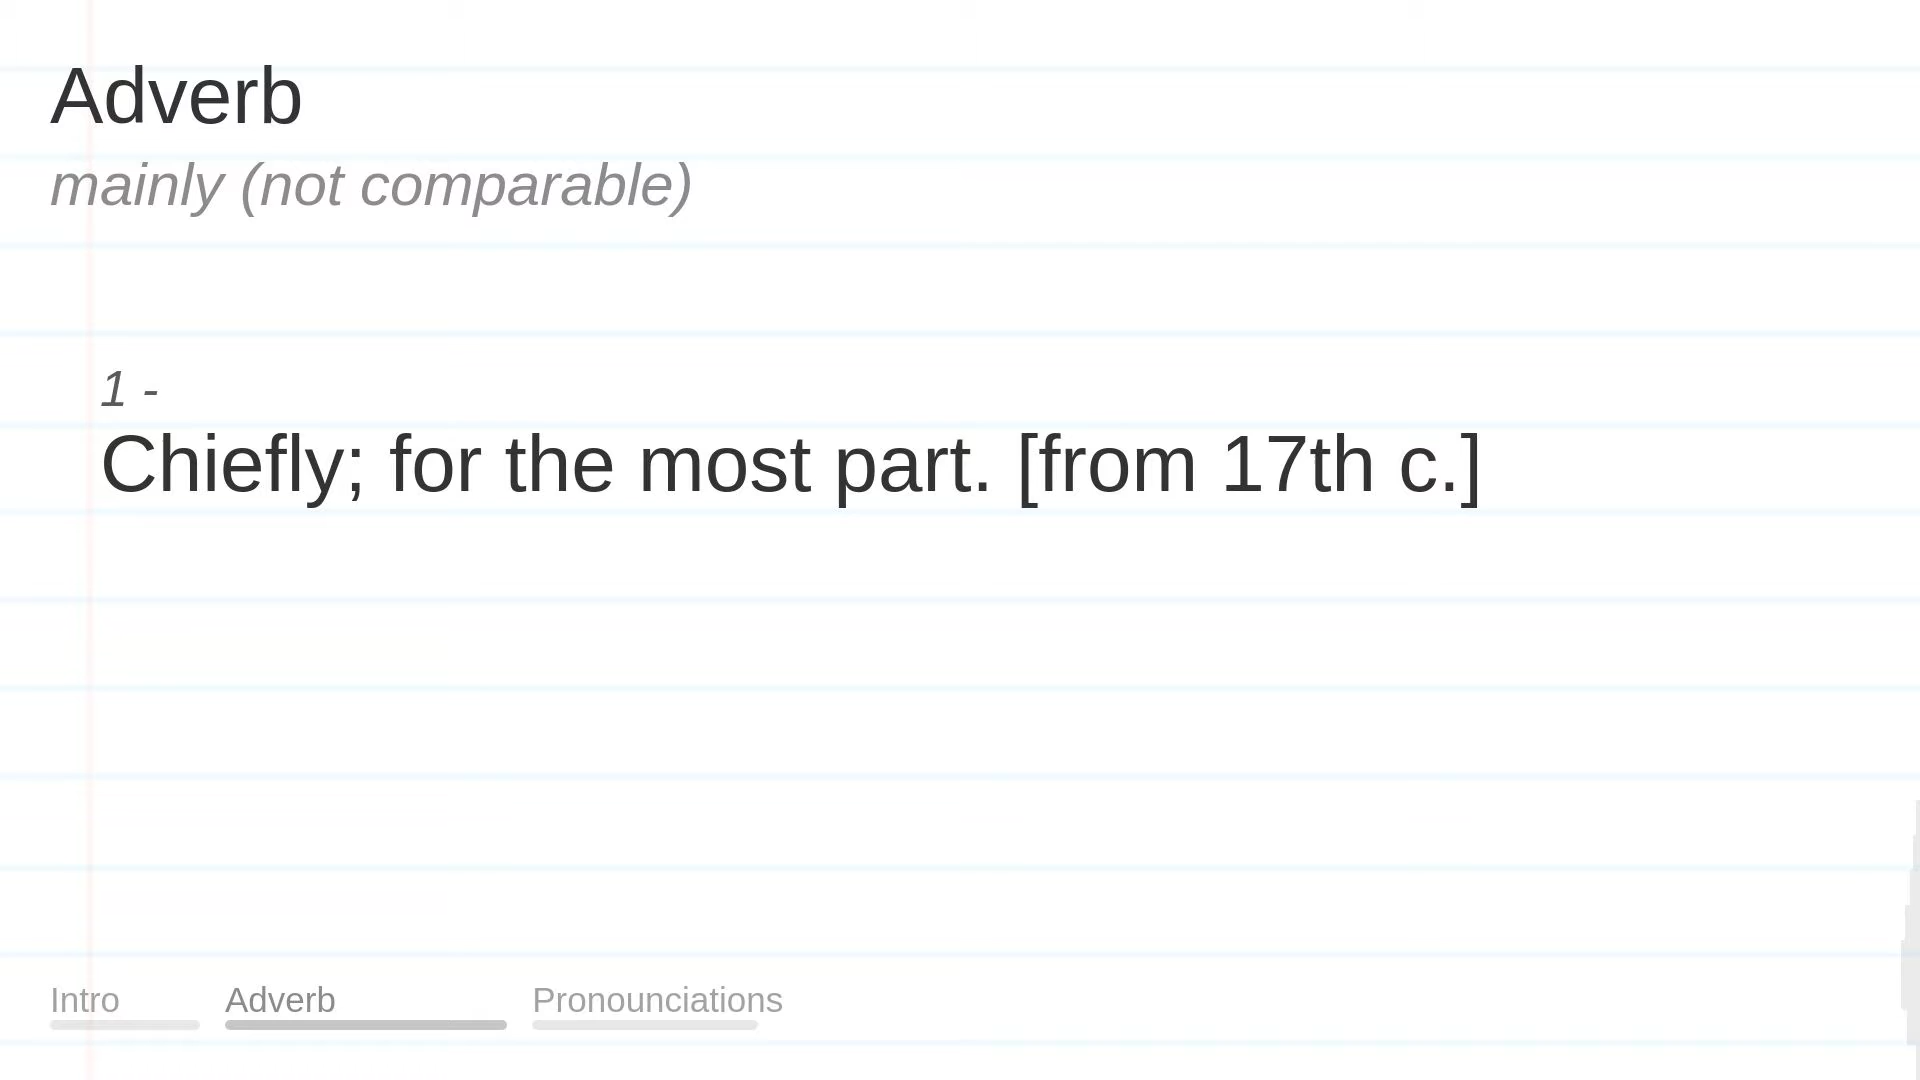 Adverb
mainly (not comparable)
1 -
Chiefly; for the most part. [from 17th c.]
Intro Adverb Pronounciations